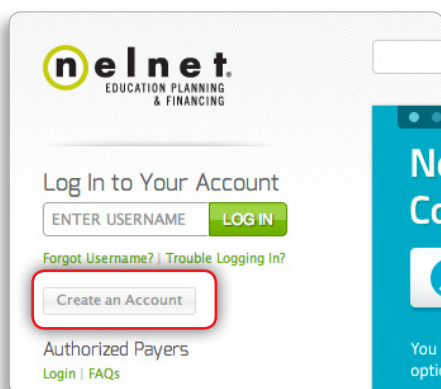 nelnet.
EDUCATION PLANNING
& FINANCING
Log In to Your Account
ENTER USERNAME
LOG IN
Forgot Username? | Trouble Logging In?
Create an Account
Authorized Payers
Login | FAQs
You